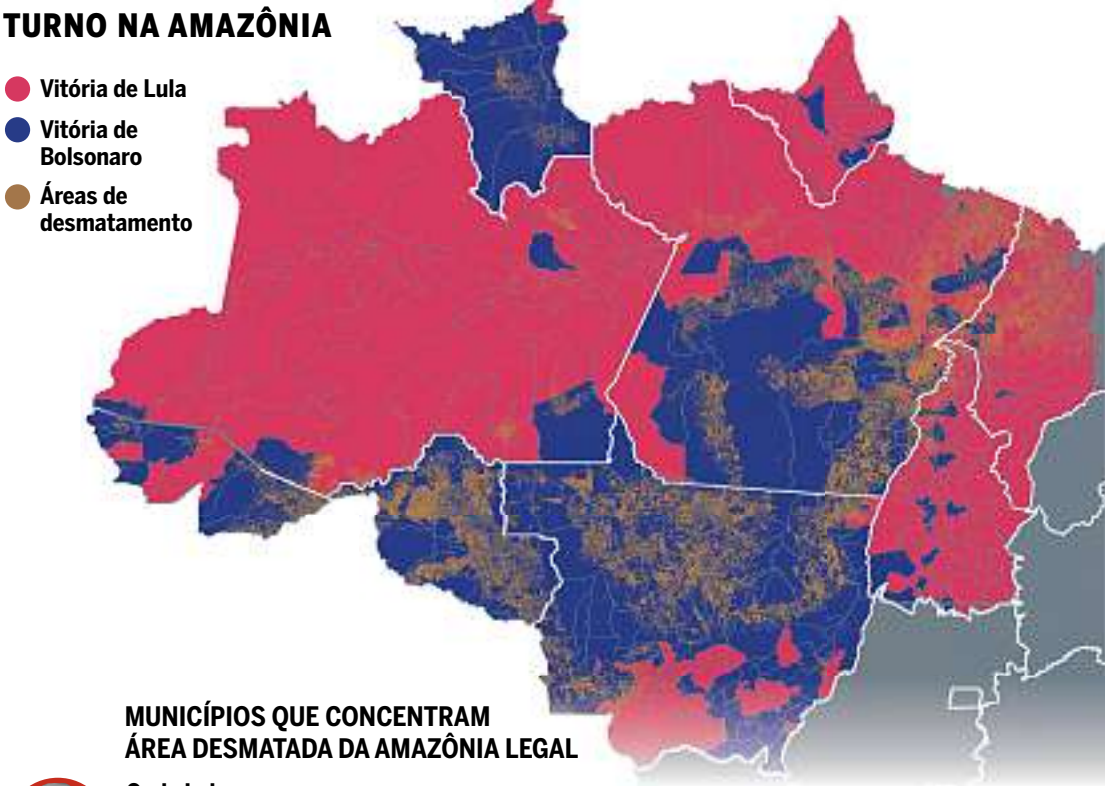 TURNO NA AMAZÔNIA
Vitória de Lula
Vitória de
Bolsonaro
Áreas de
desmatamento
MUNICÍPIOS QUE CONCENTRAM
ÁREA DESMATADA DA AMAZÔNIA LEGAL